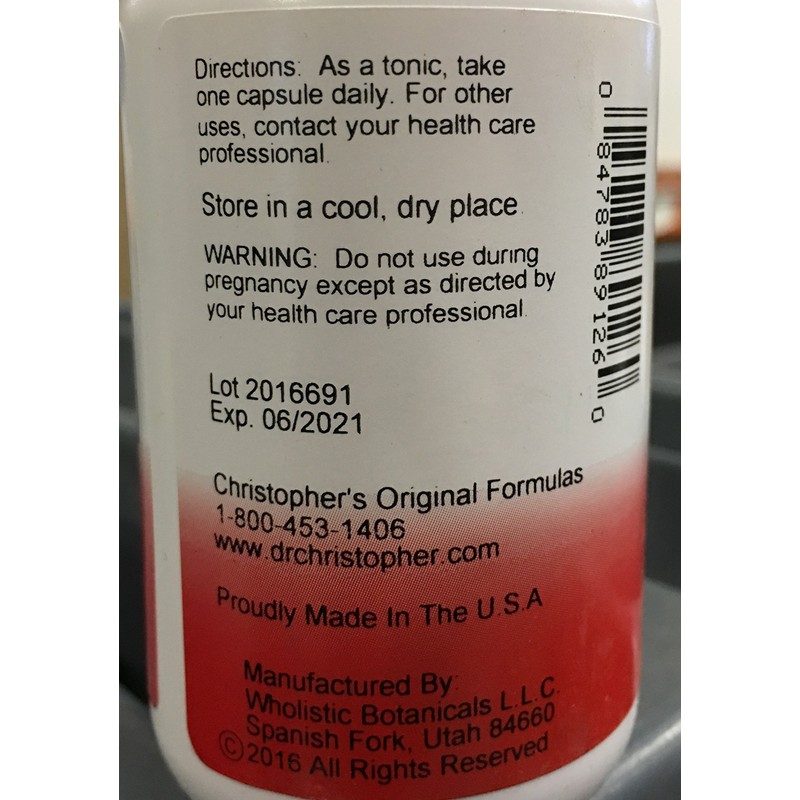 Directions: As a tonic, take
one capsule daily. For other
uses, contact your health care
professional.
Store in a cool, dry place.
WARNING: Do not use during
pregnancy except as directed by
your health care professional.
Lot 2016691
Exp. 06/2021
Christopher's Original Formulas
1-800-453-1406
www.drchristopher.com
Proudly Made In The U.S.A
Manufactured By:
Wholistic Botanicals L.L.C.
Spanish Fork, Utah 84660
©2016 All Rights Reserved
0 84783 89126 0